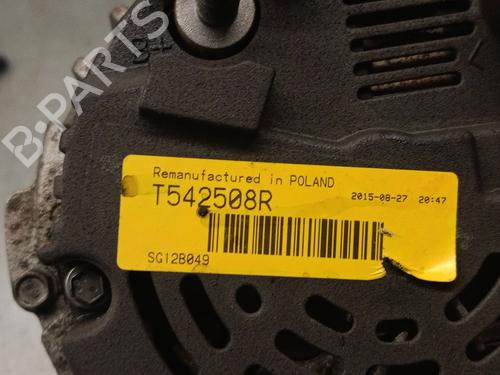 B-PARTS
B+
Remanufactured in POLAND
T542508R
2015-08-27 20:47
SG12B049